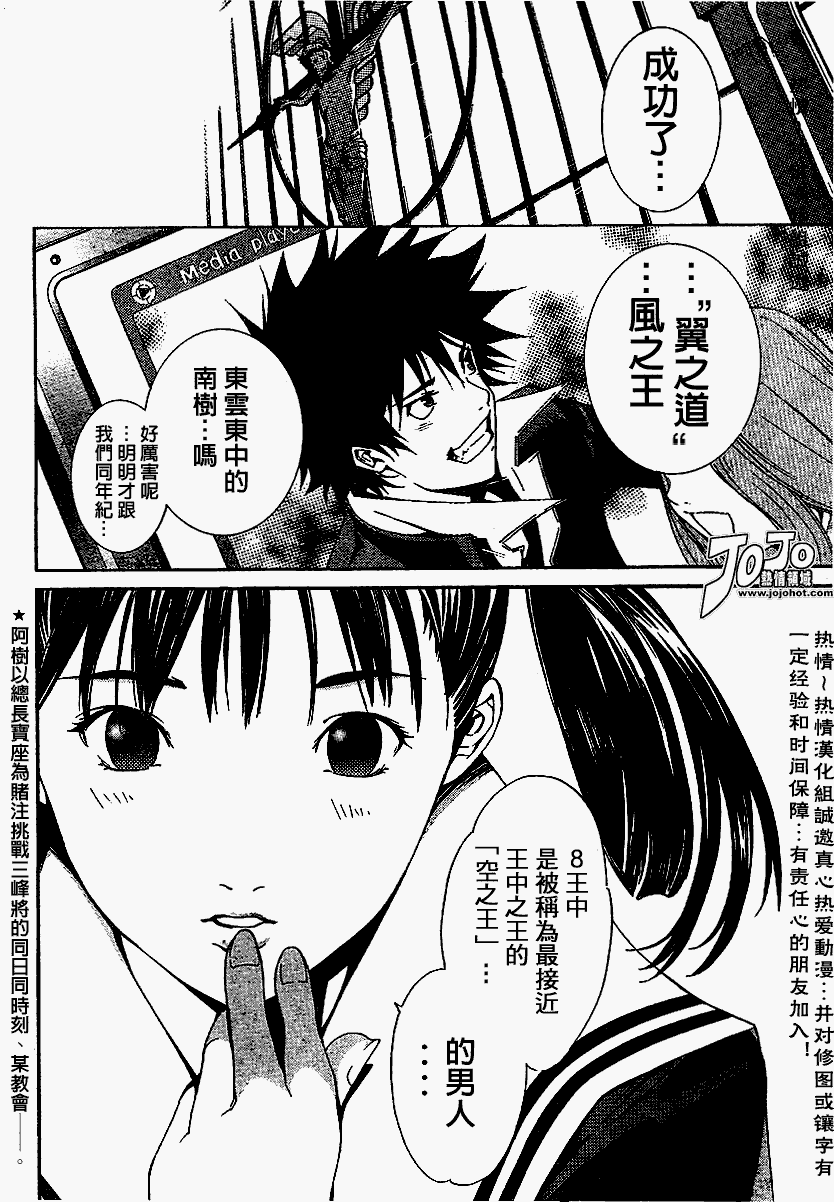 成功了…
…"翼之道"
…風之王
Media playe
東雲東中的
南樹…嗎
好厲害呢
…明明才跟
我們同年紀…
JOJO
熱情領域
www.jojohot.com
热情~热情漢化組誠邀真心热爱動漫…并对修图或镶字有
一定经验和时间保障…有责任心的朋友加入!
8王中
是被稱為最接近
王中之王的
「空之王」…
的男人
‥‥
★阿樹以總長寶座為賭注挑戰三峰將的同日同時刻、某教會——。